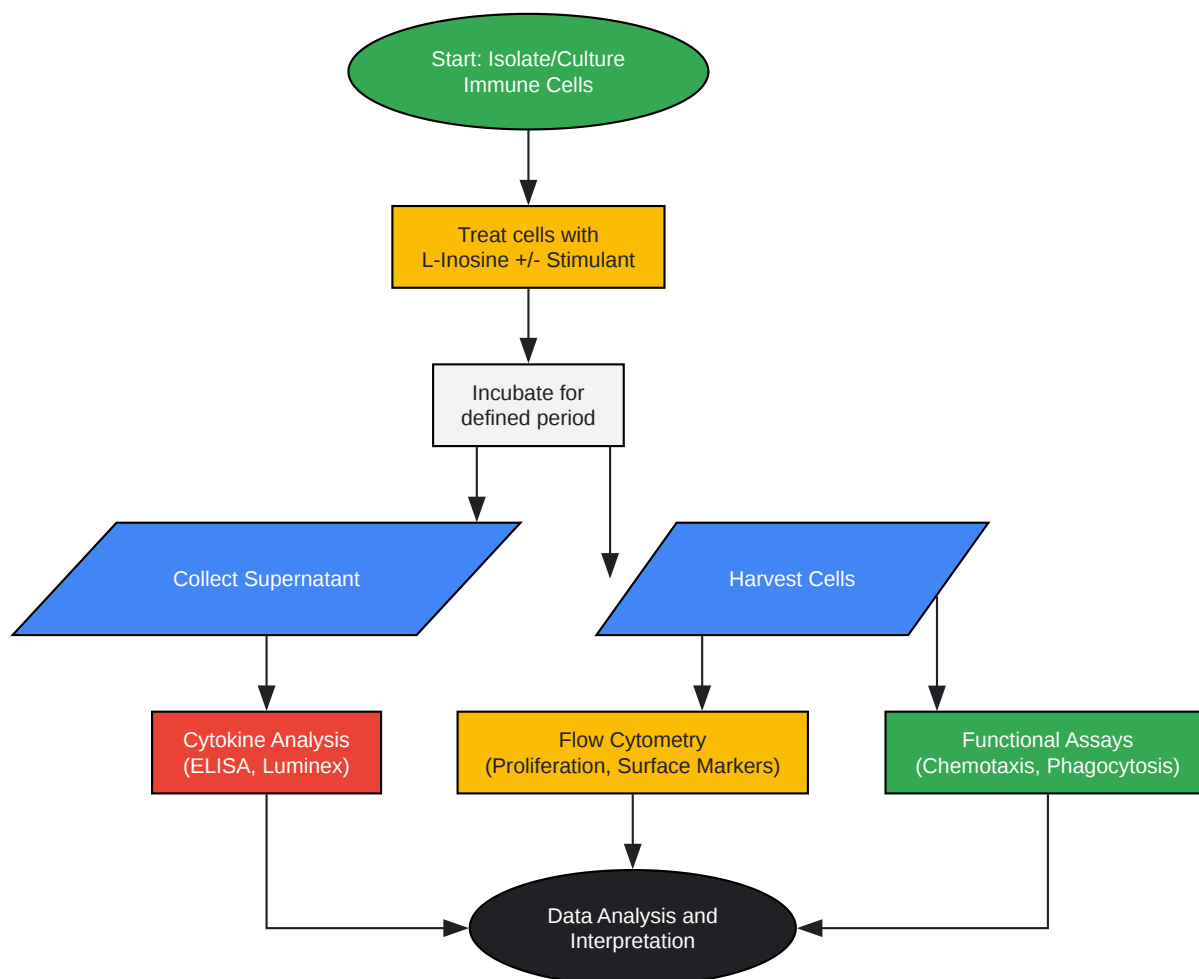 Start: Isolate/Culture
Immune Cells
Treat cells with
L-Inosine +/- Stimulant
Incubate for
defined period
Collect Supernatant
Harvest Cells
Cytokine Analysis
(ELISA, Luminex)
Flow Cytometry
(Proliferation, Surface Markers)
Functional Assays
(Chemotaxis, Phagocytosis)
Data Analysis and
Interpretation